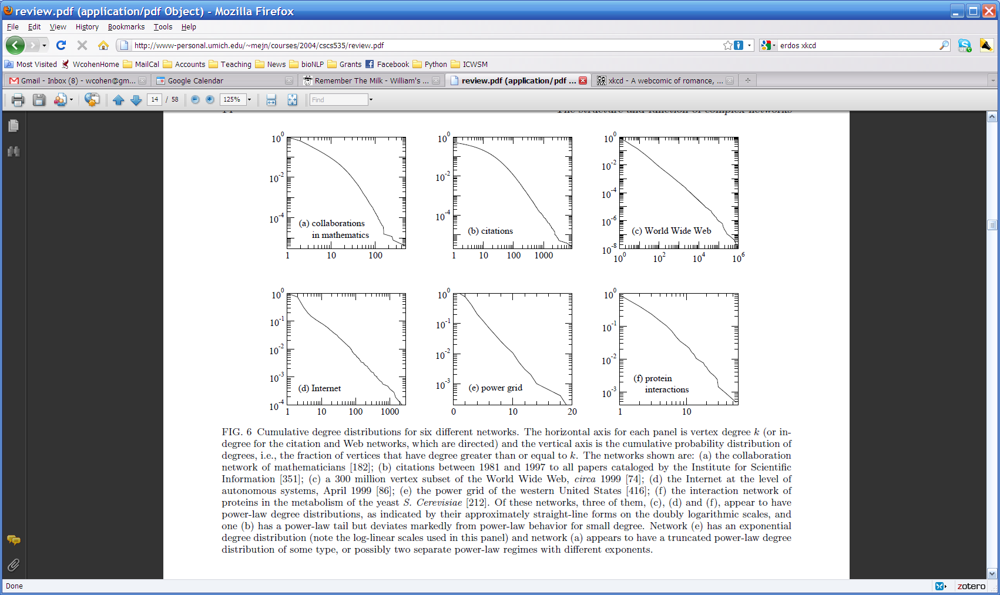 review.pdf (application/pdf Object) - Mozilla Firefox
File Edit View History Bookmarks Tools Help
http://www-personal.umich.edu/~mejn/courses/2004/cscs535/review.pdf
erdos xkcd
Most Visited WcohenHome MailCal Accounts Teaching News bioNLP Grants Facebook Python ICWSM
Gmail - Inbox (8) - wcohen@gm... Google Calendar Remember The Milk - William's ... review.pdf (application/pdf ... xkcd - A webcomic of romance, ...
14 / 58 125% Find
14 The structure and function of complex networks
10^0 10^-2 10^-4
(a) collaborations
in mathematics
1 10 100
10^0 10^-2 10^-4
(b) citations
1 10 100 1000
10^0 10^-2 10^-4 10^-6 10^-8
(c) World Wide Web
10^0 10^2 10^4 10^6
10^0 10^-1 10^-2 10^-3 10^-4
(d) Internet
1 10 100 1000
10^0 10^-1 10^-2 10^-3
(e) power grid
0 10 20
10^0 10^-1 10^-2 10^-3
(f) protein
interactions
1 10
FIG. 6 Cumulative degree distributions for six different networks. The horizontal axis for each panel is vertex degree k (or in-
degree for the citation and Web networks, which are directed) and the vertical axis is the cumulative probability distribution of
degrees, i.e., the fraction of vertices that have degree greater than or equal to k. The networks shown are: (a) the collaboration
network of mathematicians [182]; (b) citations between 1981 and 1997 to all papers cataloged by the Institute for Scientific
Information [351]; (c) a 300 million vertex subset of the World Wide Web, circa 1999 [74]; (d) the Internet at the level of
autonomous systems, April 1999 [86]; (e) the power grid of the western United States [416]; (f) the interaction network of
proteins in the metabolism of the yeast S. Cerevisiae [212]. Of these networks, three of them, (c), (d) and (f), appear to have
power-law degree distributions, as indicated by their approximately straight-line forms on the doubly logarithmic scales, and
one (b) has a power-law tail but deviates markedly from power-law behavior for small degree. Network (e) has an exponential
degree distribution (note the log-linear scales used in this panel) and network (a) appears to have a truncated power-law degree
distribution of some type, or possibly two separate power-law regimes with different exponents.
Done
zotero